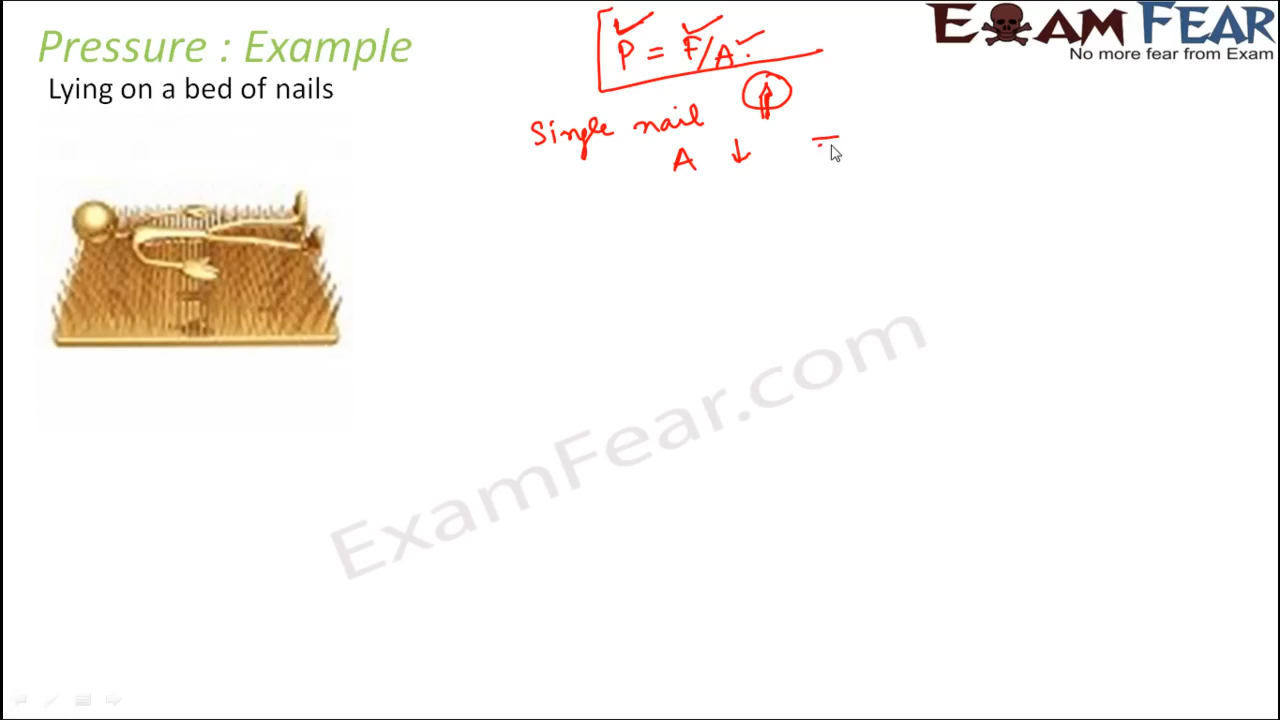 Pressure : Example
Lying on a bed of nails
P = F/A
Single nail
A ↓
EXAM FEAR
No more fear from Exam
ExamFear.com